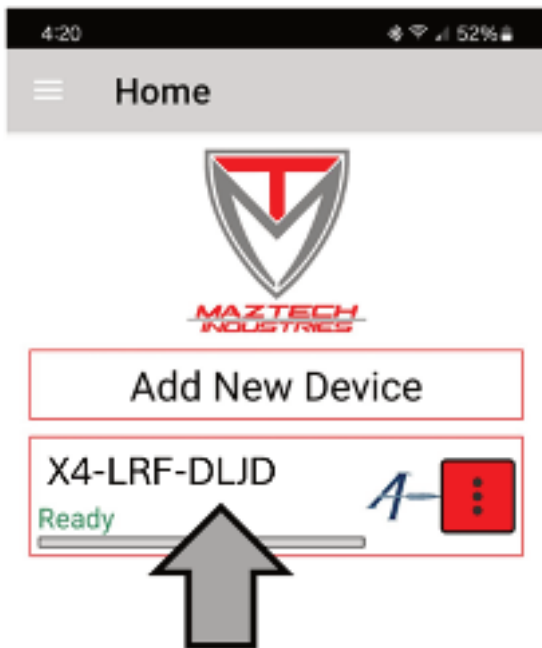 4:20 52%
Home
MAZTECH
INDUSTRIES
Add New Device
X4-LRF-DLJD
Ready